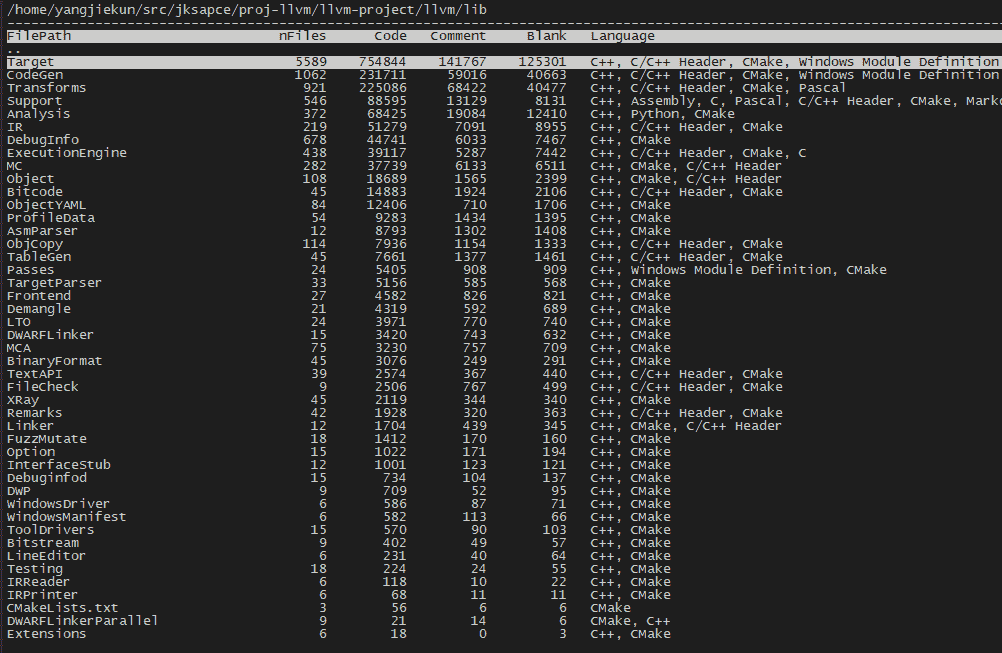 /home/yangjiekun/src/jksapce/proj-llvm/llvm-project/llvm/lib
FilePath nFiles Code Comment Blank Language
..
Target 5589 754844 141767 125301 C++, C/C++ Header, CMake, Windows Module Definition
CodeGen 1062 231711 59016 40663 C++, C/C++ Header, CMake, Windows Module Definition
Transforms 921 225086 68422 40477 C++, C/C++ Header, CMake, Pascal
Support 546 88595 13129 8131 C++, Assembly, C, Pascal, C/C++ Header, CMake, Markd
Analysis 372 68425 19084 12410 C++, Python, CMake
IR 219 51279 7091 8955 C++, C/C++ Header, CMake
DebugInfo 678 44741 6033 7467 C++, CMake
ExecutionEngine 438 39117 5287 7442 C++, C/C++ Header, CMake, C
MC 282 37739 6133 6511 C++, CMake, C/C++ Header
Object 108 18689 1565 2399 C++, CMake, C/C++ Header
Bitcode 45 14883 1924 2106 C++, C/C++ Header, CMake
ObjectYAML 84 12406 710 1706 C++, CMake
ProfileData 54 9283 1434 1395 C++, CMake
AsmParser 12 8793 1302 1408 C++, CMake
ObjCopy 114 7936 1154 1333 C++, C/C++ Header, CMake
TableGen 45 7661 1377 1461 C++, C/C++ Header, CMake
Passes 24 5405 908 909 C++, Windows Module Definition, CMake
TargetParser 33 5156 585 568 C++, CMake
Frontend 27 4582 826 821 C++, CMake
Demangle 21 4319 592 689 C++, CMake
LTO 24 3971 770 740 C++, CMake
DWARFLinker 15 3420 743 632 C++, CMake
MCA 75 3230 757 709 C++, CMake
BinaryFormat 45 3076 249 291 C++, CMake
TextAPI 39 2574 367 440 C++, C/C++ Header, CMake
FileCheck 9 2506 767 499 C++, C/C++ Header, CMake
XRay 45 2119 344 340 C++, CMake
Remarks 42 1928 320 363 C++, C/C++ Header, CMake
Linker 12 1704 439 345 C++, CMake, C/C++ Header
FuzzMutate 18 1412 170 160 C++, CMake
Option 15 1022 171 194 C++, CMake
InterfaceStub 12 1001 123 121 C++, CMake
Debuginfod 15 734 104 137 C++, CMake
DWP 9 709 52 95 C++, CMake
WindowsDriver 6 586 87 71 C++, CMake
WindowsManifest 6 582 113 66 C++, CMake
ToolDrivers 15 570 90 103 C++, CMake
Bitstream 9 402 49 57 C++, CMake
LineEditor 6 231 40 64 C++, CMake
Testing 18 224 24 55 C++, CMake
IRReader 6 118 10 22 C++, CMake
IRPrinter 6 68 11 11 C++, CMake
CMakeLists.txt 3 56 6 6 CMake
DWARFLinkerParallel 9 21 14 6 CMake, C++
Extensions 6 18 0 3 C++, CMake